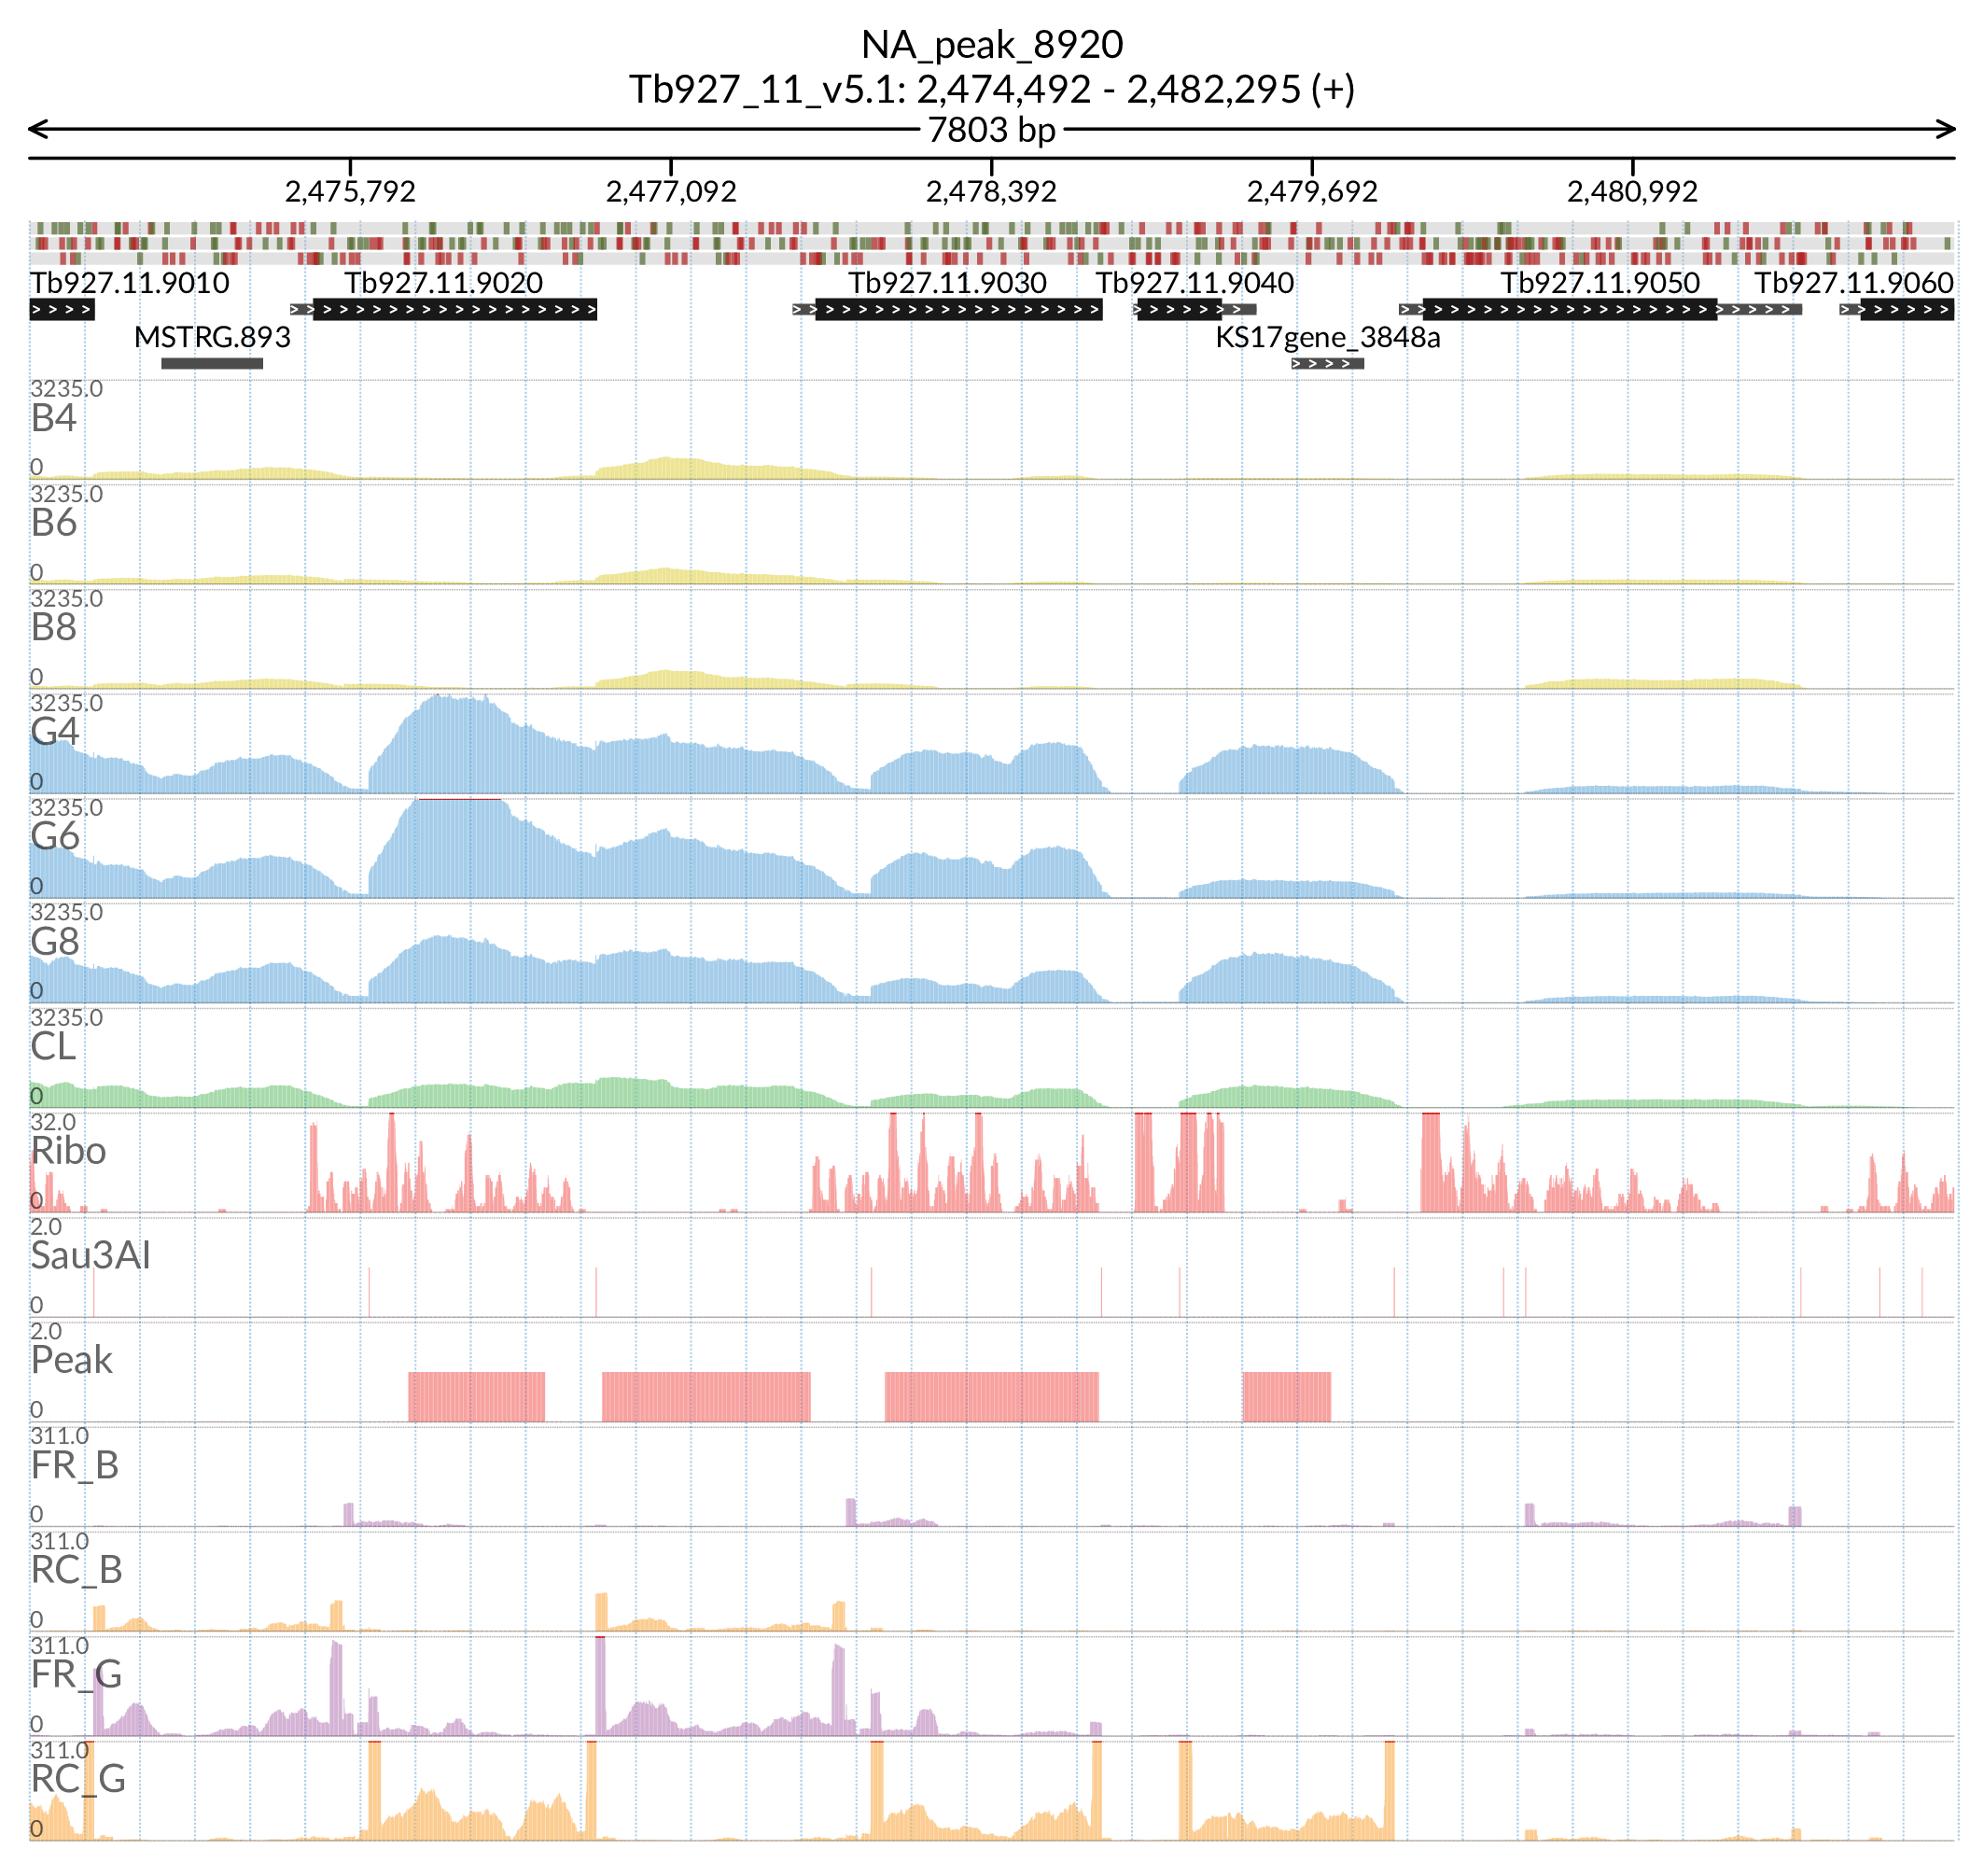 NA_peak_8920
Tb927_11_v5.1: 2,474,492 - 2,482,295 (+)
7803 bp
2,475,792 2,477,092 2,478,392 2,479,692 2,480,992
Tb927.11.9010 Tb927.11.9020 Tb927.11.9030 Tb927.11.9040 Tb927.11.9050 Tb927.11.9060
MSTRG.893 KS17gene_3848a
3235.0
B4
0
3235.0
B6
0
3235.0
B8
0
3235.0
G4
0
3235.0
G6
0
3235.0
G8
0
3235.0
CL
0
32.0
Ribo
0
2.0
Sau3AI
0
2.0
Peak
0
311.0
FR_B
0
311.0
RC_B
0
311.0
FR_G
0
311.0
RC_G
0